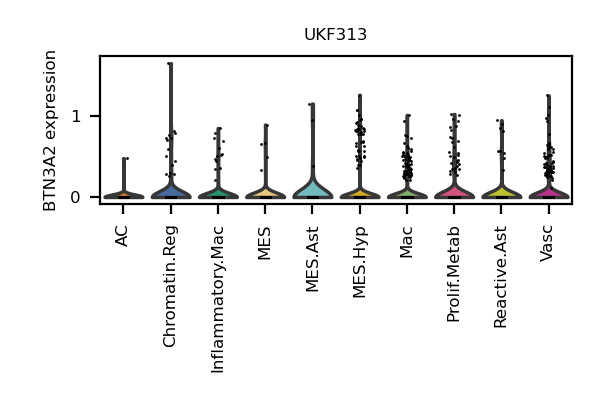 UKF313
BTN3A2 expression
1
0
AC
Chromatin.Reg
Inflammatory.Mac
MES
MES.Ast
MES.Hyp
Mac
Prolif.Metab
Reactive.Ast
Vasc